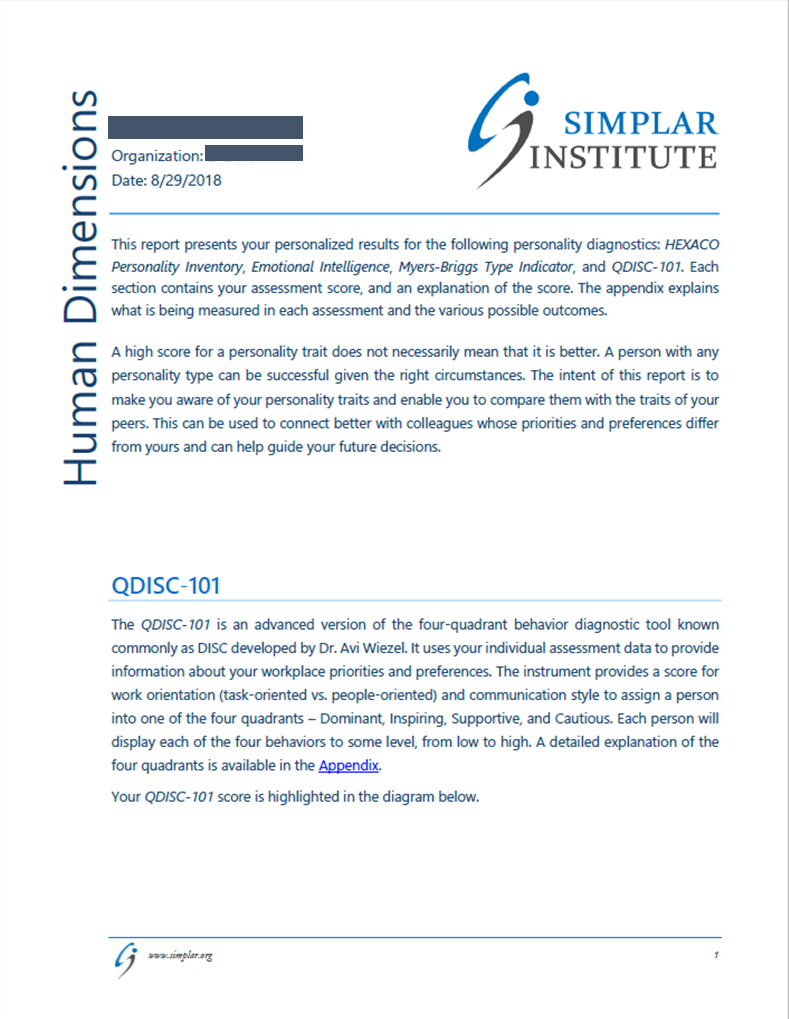 Human Dimensions
SIMPLAR
INSTITUTE
Organization:
Date: 8/29/2018
This report presents your personalized results for the following personality diagnostics: HEXACO
Personality Inventory, Emotional Intelligence, Myers-Briggs Type Indicator, and QDISC-101. Each
section contains your assessment score, and an explanation of the score. The appendix explains
what is being measured in each assessment and the various possible outcomes.
A high score for a personality trait does not necessarily mean that it is better. A person with any
personality type can be successful given the right circumstances. The intent of this report is to
make you aware of your personality traits and enable you to compare them with the traits of your
peers. This can be used to connect better with colleagues whose priorities and preferences differ
from yours and can help guide your future decisions.
QDISC-101
The QDISC-101 is an advanced version of the four-quadrant behavior diagnostic tool known
commonly as DISC developed by Dr. Avi Wiezel. It uses your individual assessment data to provide
information about your workplace priorities and preferences. The instrument provides a score for
work orientation (task-oriented vs. people-oriented) and communication style to assign a person
into one of the four quadrants – Dominant, Inspiring, Supportive, and Cautious. Each person will
display each of the four behaviors to some level, from low to high. A detailed explanation of the
four quadrants is available in the Appendix.
Your QDISC-101 score is highlighted in the diagram below.
www.simplar.org
1